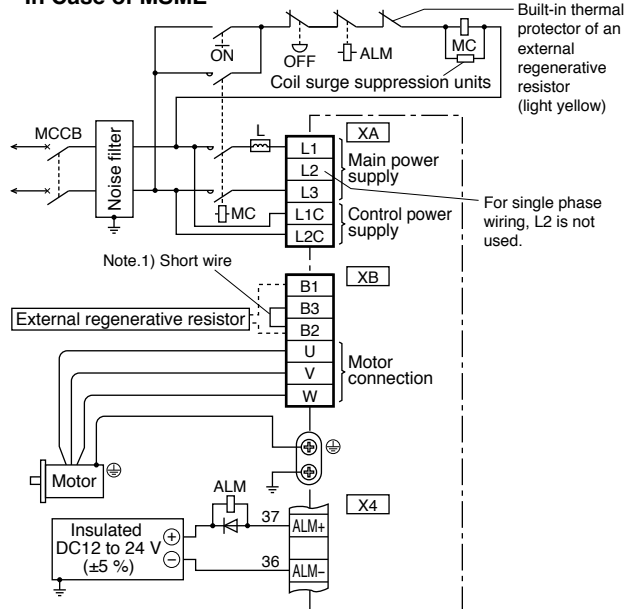 In Case of MSME
Built-in thermal
protector of an
external
regenerative
resistor
(light yellow)
ON
OFF
ALM
MC
Coil surge suppression units
MCCB
Noise filter
L
MC
XA
L1
L2
L3
L1C
L2C
Main power
supply
Control power
supply
For single phase
wiring, L2 is not
used.
Note.1) Short wire
External regenerative resistor
XB
B1
B3
B2
U
V
W
Motor
connection
Motor
ALM
X4
Insulated
DC12 to 24 V
(±5 %)
+
−
37
ALM+
36
ALM−